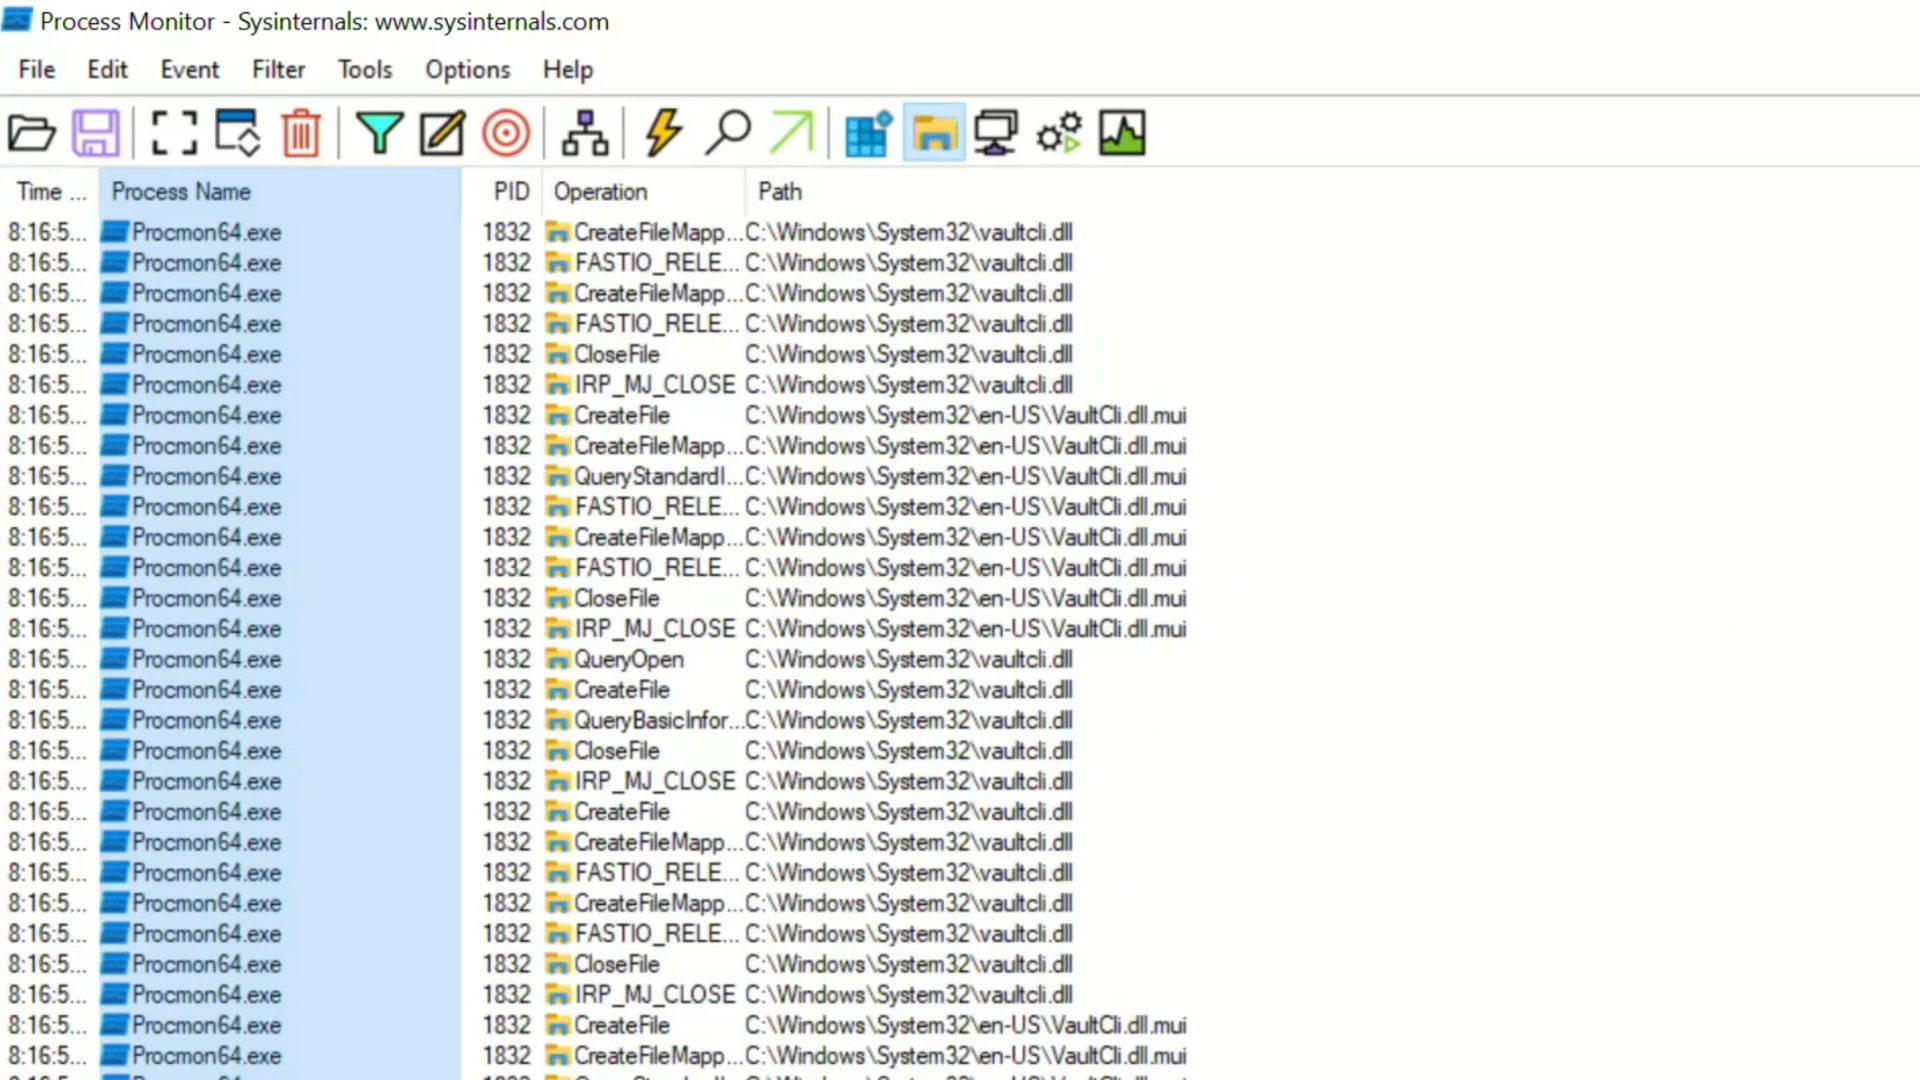 Process Monitor - Sysinternals: www.sysinternals.com
File Edit Event Filter Tools Options Help
Time ... Process Name PID Operation Path
8:16:5... Procmon64.exe 1832 CreateFileMapp... C:\Windows\System32\vaultcli.dll
8:16:5... Procmon64.exe 1832 FASTIO_RELE... C:\Windows\System32\vaultcli.dll
8:16:5... Procmon64.exe 1832 CreateFileMapp... C:\Windows\System32\vaultcli.dll
8:16:5... Procmon64.exe 1832 FASTIO_RELE... C:\Windows\System32\vaultcli.dll
8:16:5... Procmon64.exe 1832 CloseFile C:\Windows\System32\vaultcli.dll
8:16:5... Procmon64.exe 1832 IRP_MJ_CLOSE C:\Windows\System32\vaultcli.dll
8:16:5... Procmon64.exe 1832 CreateFile C:\Windows\System32\en-US\VaultCli.dll.mui
8:16:5... Procmon64.exe 1832 CreateFileMapp... C:\Windows\System32\en-US\VaultCli.dll.mui
8:16:5... Procmon64.exe 1832 QueryStandardI... C:\Windows\System32\en-US\VaultCli.dll.mui
8:16:5... Procmon64.exe 1832 FASTIO_RELE... C:\Windows\System32\en-US\VaultCli.dll.mui
8:16:5... Procmon64.exe 1832 CreateFileMapp... C:\Windows\System32\en-US\VaultCli.dll.mui
8:16:5... Procmon64.exe 1832 FASTIO_RELE... C:\Windows\System32\en-US\VaultCli.dll.mui
8:16:5... Procmon64.exe 1832 CloseFile C:\Windows\System32\en-US\VaultCli.dll.mui
8:16:5... Procmon64.exe 1832 IRP_MJ_CLOSE C:\Windows\System32\en-US\VaultCli.dll.mui
8:16:5... Procmon64.exe 1832 QueryOpen C:\Windows\System32\vaultcli.dll
8:16:5... Procmon64.exe 1832 CreateFile C:\Windows\System32\vaultcli.dll
8:16:5... Procmon64.exe 1832 QueryBasicInfor... C:\Windows\System32\vaultcli.dll
8:16:5... Procmon64.exe 1832 CloseFile C:\Windows\System32\vaultcli.dll
8:16:5... Procmon64.exe 1832 IRP_MJ_CLOSE C:\Windows\System32\vaultcli.dll
8:16:5... Procmon64.exe 1832 CreateFile C:\Windows\System32\vaultcli.dll
8:16:5... Procmon64.exe 1832 CreateFileMapp... C:\Windows\System32\vaultcli.dll
8:16:5... Procmon64.exe 1832 FASTIO_RELE... C:\Windows\System32\vaultcli.dll
8:16:5... Procmon64.exe 1832 CreateFileMapp... C:\Windows\System32\vaultcli.dll
8:16:5... Procmon64.exe 1832 FASTIO_RELE... C:\Windows\System32\vaultcli.dll
8:16:5... Procmon64.exe 1832 CloseFile C:\Windows\System32\vaultcli.dll
8:16:5... Procmon64.exe 1832 IRP_MJ_CLOSE C:\Windows\System32\vaultcli.dll
8:16:5... Procmon64.exe 1832 CreateFile C:\Windows\System32\en-US\VaultCli.dll.mui
8:16:5... Procmon64.exe 1832 CreateFileMapp... C:\Windows\System32\en-US\VaultCli.dll.mui